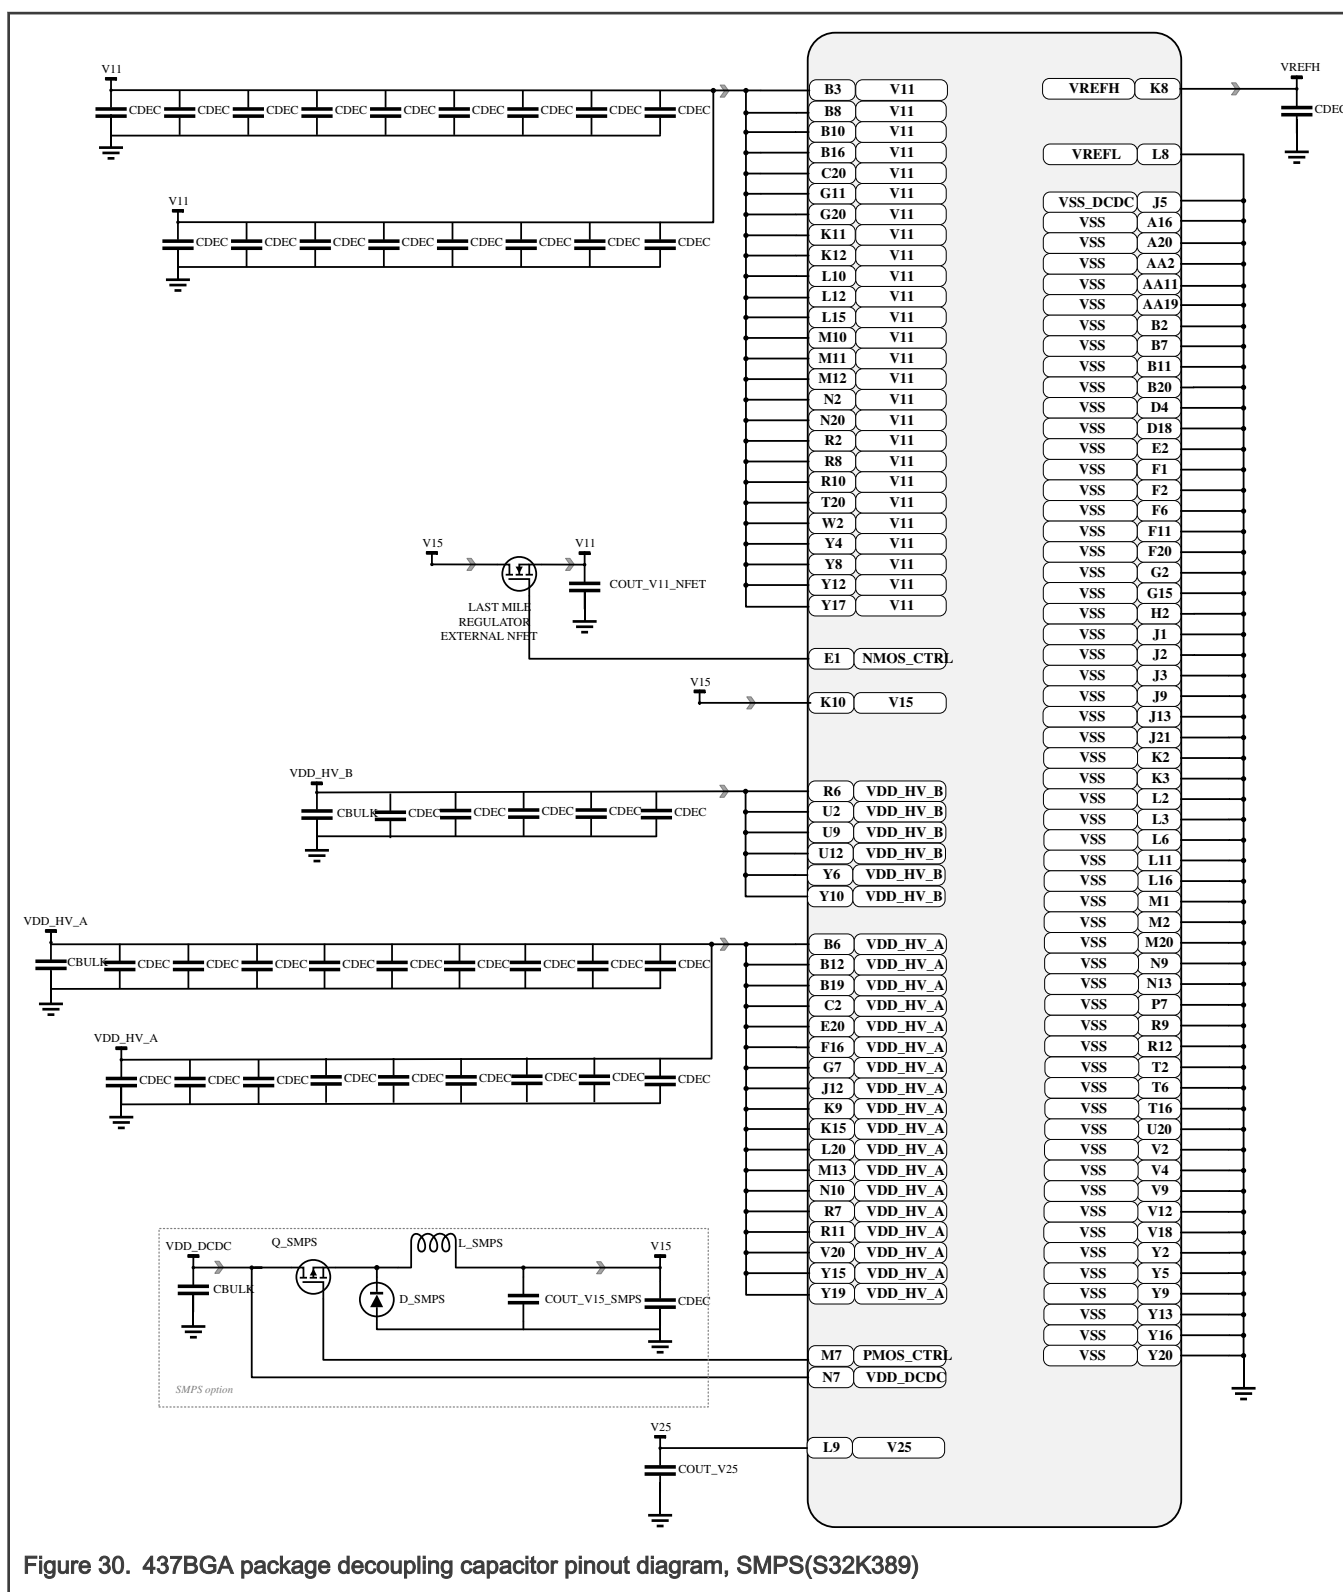 V11
CDEC CDEC CDEC CDEC CDEC CDEC CDEC CDEC CDEC
V11
CDEC CDEC CDEC CDEC CDEC CDEC CDEC CDEC
B3 V11
B8 V11
B10 V11
B16 V11
C20 V11
G11 V11
G20 V11
K11 V11
K12 V11
L10 V11
L12 V11
L15 V11
M10 V11
M11 V11
M12 V11
N2 V11
N20 V11
R2 V11
R8 V11
R10 V11
T20 V11
W2 V11
Y4 V11
Y8 V11
Y12 V11
Y17 V11
V15
V11
COUT_V11_NFET
LAST MILE
REGULATOR
EXTERNAL NFET
E1 NMOS_CTRL
V15
K10 V15
VDD_HV_B
CBULK CDEC CDEC CDEC CDEC CDEC
R6 VDD_HV_B
U2 VDD_HV_B
U9 VDD_HV_B
U12 VDD_HV_B
Y6 VDD_HV_B
Y10 VDD_HV_B
VDD_HV_A
CBULK CDEC CDEC CDEC CDEC CDEC CDEC CDEC CDEC CDEC
VDD_HV_A
CDEC CDEC CDEC CDEC CDEC CDEC CDEC CDEC CDEC
B6 VDD_HV_A
B12 VDD_HV_A
B19 VDD_HV_A
C2 VDD_HV_A
E20 VDD_HV_A
F16 VDD_HV_A
G7 VDD_HV_A
J12 VDD_HV_A
K9 VDD_HV_A
K15 VDD_HV_A
L20 VDD_HV_A
M13 VDD_HV_A
N10 VDD_HV_A
R7 VDD_HV_A
R11 VDD_HV_A
V20 VDD_HV_A
Y15 VDD_HV_A
Y19 VDD_HV_A
VDD_DCDC
Q_SMPS
L_SMPS
V15
CBULK
D_SMPS
COUT_V15_SMPS
CDEC
SMPS option
M7 PMOS_CTRL
N7 VDD_DCDC
V25
COUT_V25
L9 V25
VREFH
VREFH K8
CDEC
VREFL L8
VSS_DCDC J5
VSS A16
VSS A20
VSS AA2
VSS AA11
VSS AA19
VSS B2
VSS B7
VSS B11
VSS B20
VSS D4
VSS D18
VSS E2
VSS F1
VSS F2
VSS F6
VSS F11
VSS F20
VSS G2
VSS G15
VSS H2
VSS J1
VSS J2
VSS J3
VSS J9
VSS J13
VSS J21
VSS K2
VSS K3
VSS L2
VSS L3
VSS L6
VSS L11
VSS L16
VSS M1
VSS M2
VSS M20
VSS N9
VSS N13
VSS P7
VSS R9
VSS R12
VSS T2
VSS T6
VSS T16
VSS U20
VSS V2
VSS V4
VSS V9
VSS V12
VSS V18
VSS Y2
VSS Y5
VSS Y9
VSS Y13
VSS Y16
VSS Y20
Figure 30. 437BGA package decoupling capacitor pinout diagram, SMPS(S32K389)